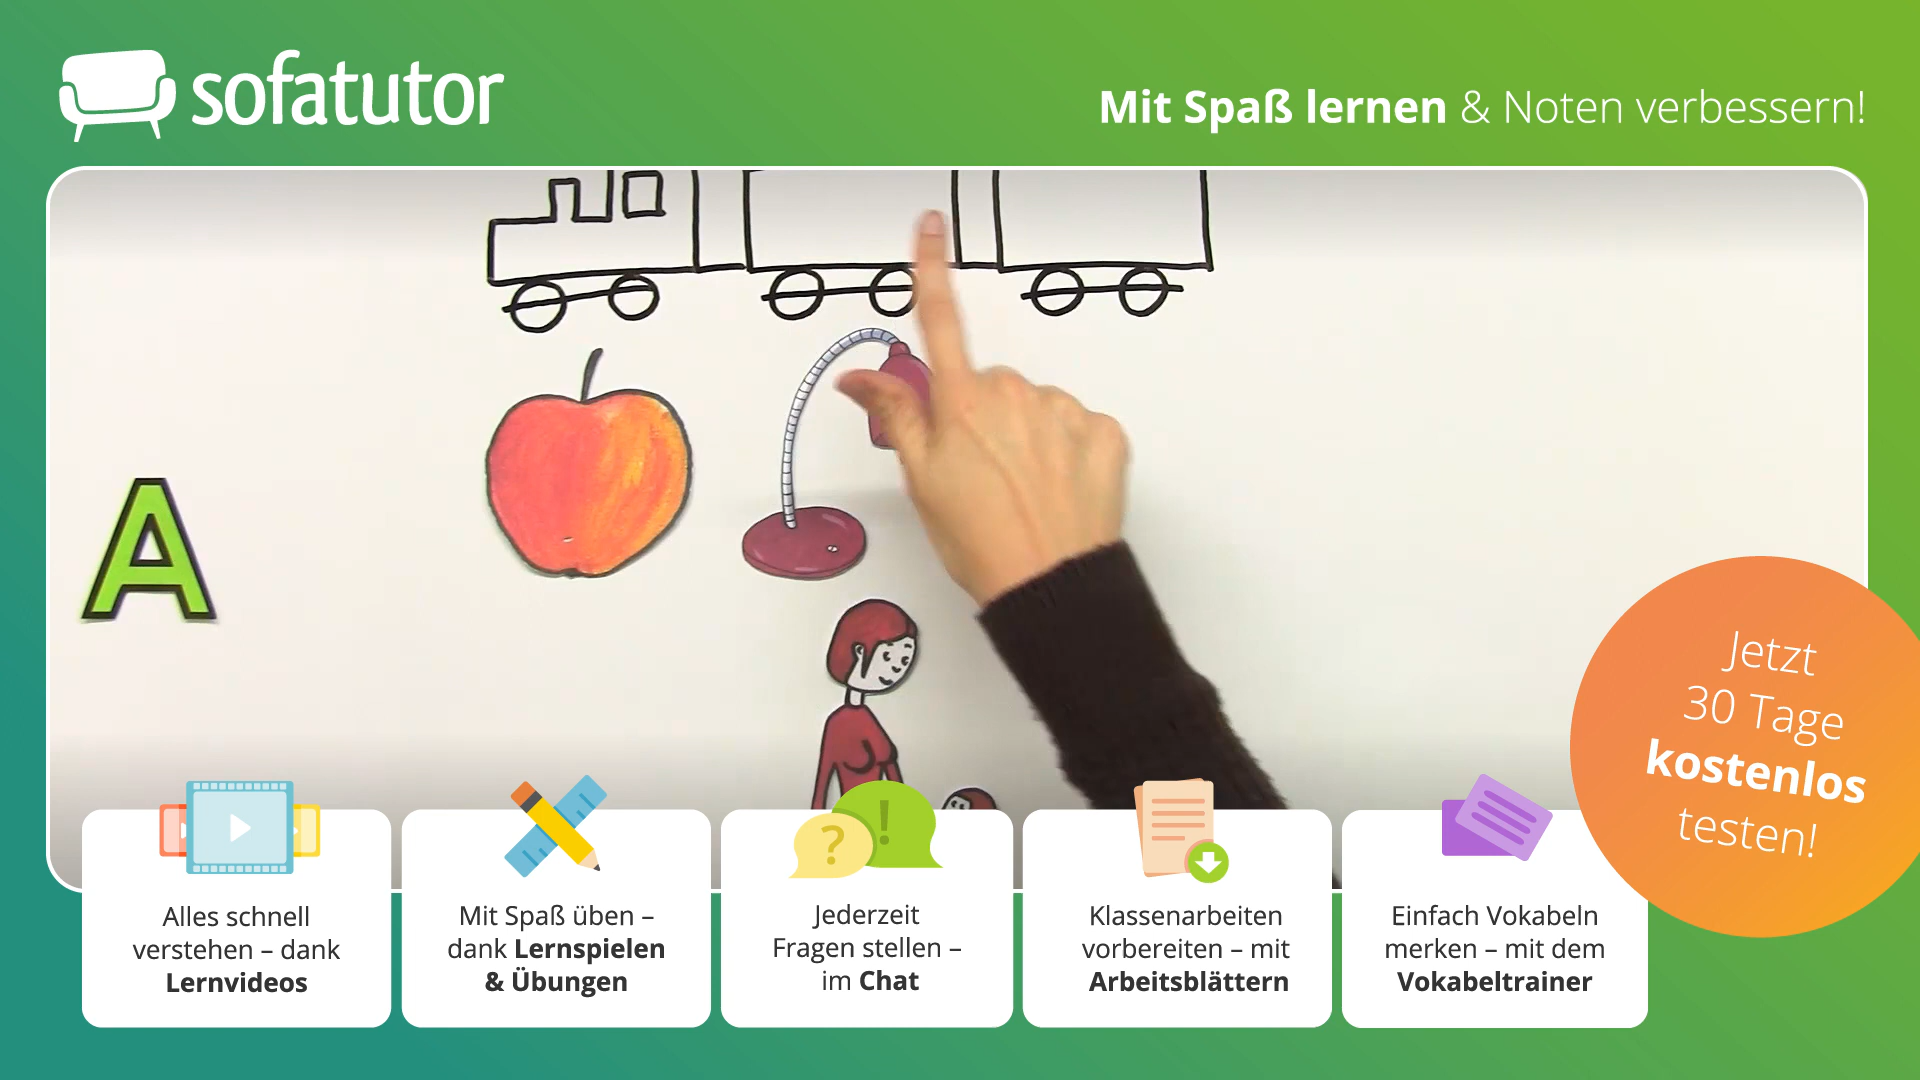 sofatutor
Mit Spaß lernen & Noten verbessern!
A
Jetzt
30 Tage
kostenlos
testen!
?
!
Alles schnell
verstehen – dank
Lernvideos
Mit Spaß üben –
dank Lernspielen
& Übungen
Jederzeit
Fragen stellen –
im Chat
Klassenarbeiten
vorbereiten – mit
Arbeitsblättern
Einfach Vokabeln
merken – mit dem
Vokabeltrainer